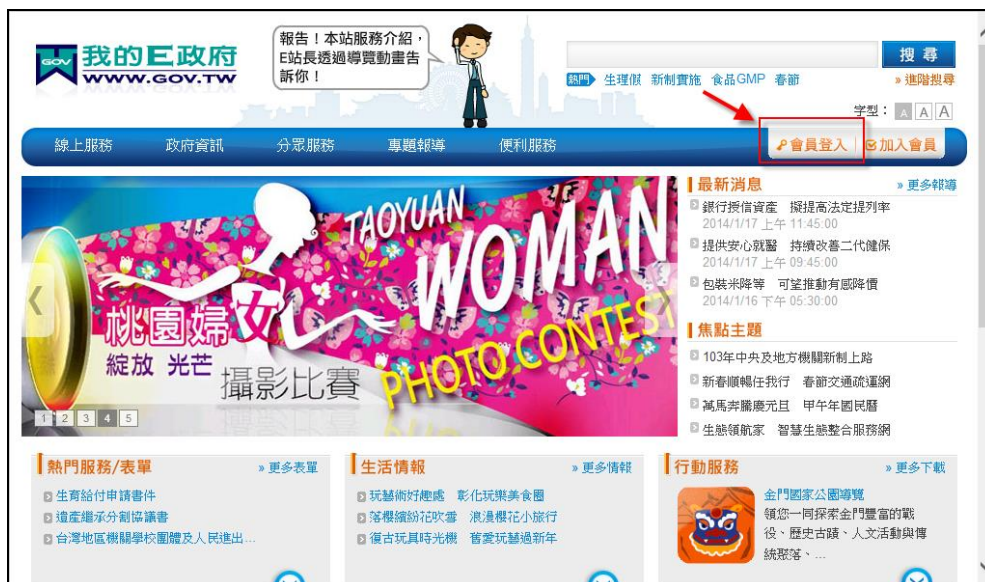 GOV 我的E政府
WWW.GOV.TW
報告！本站服務介紹，
E站長透過導覽動畫告
訴你！
搜尋
熱門 生理假 新制實施 食品GMP 春節
» 進階搜尋
字型： A A A
線上服務 政府資訊 分眾服務 專題報導 便利服務
會員登入 加入會員
TAOYUAN
WOMAN
PHOTO CONTEST
桃園婦女
綻放 光芒
攝影比賽
1 2 3 4 5
最新消息 » 更多報導
銀行授信資產 擬提高法定提列率
2014/1/17 上午 11:45:00
提供安心就醫 持續改善二代健保
2014/1/17 上午 09:45:00
包裝米降等 可望推動有感降價
2014/1/16 下午 05:30:00
焦點主題
103年中央及地方機關新制上路
新春順暢任我行 春節交通疏運網
萬馬奔騰慶元旦 甲午年國民曆
生態領航家 智慧生態整合服務網
熱門服務/表單 » 更多表單
生育給付申請書件
遺產繼承分割協議書
台灣地區機關學校團體及人民進出...
生活情報 » 更多情報
玩藝術好趣處 彰化玩樂美食圈
落櫻繽紛花吹雪 浪漫櫻花小旅行
復古玩具時光機 舊愛玩藝過新年
行動服務 » 更多下載
金門國家公園導覽
領您一同探索金門豐富的戰
役、歷史古蹟、人文活動與傳
統聚落、...